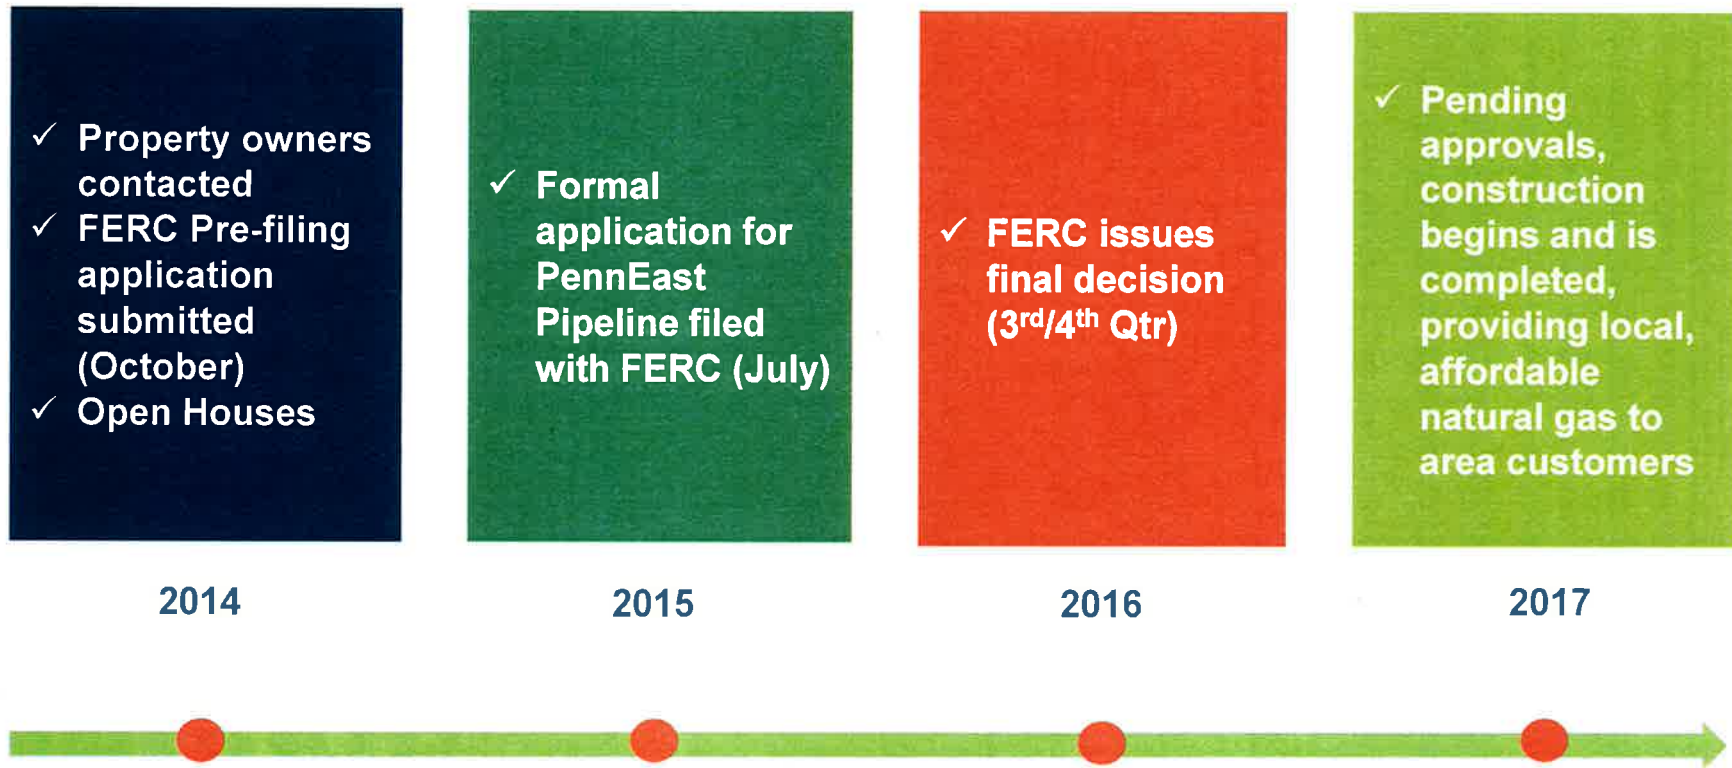 ✓ Property owners
contacted
✓ FERC Pre-filing
application
submitted
(October)
✓ Open Houses
✓ Formal
application for
PennEast
Pipeline filed
with FERC (July)
✓ FERC issues
final decision
(3rd/4th Qtr)
✓ Pending
approvals,
construction
begins and is
completed,
providing local,
affordable
natural gas to
area customers
2014
2015
2016
2017